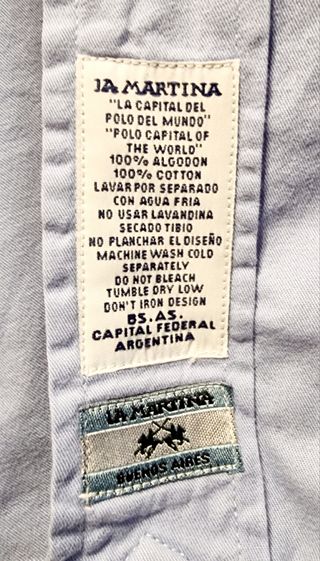 LA MARTINA
"LA CAPITAL DEL
POLO DEL MUNDO"
"POLO CAPITAL OF
THE WORLD"
100% ALGODON
100% COTTON
LAVAR POR SEPARADO
CON AGUA FRIA
NO USAR LAVANDINA
SECADO TIBIO
NO PLANCHAR EL DISEÑO
MACHINE WASH COLD
SEPARATELY
DO NOT BLEACH
TUMBLE DRY LOW
DON'T IRON DESIGN
BS. AS.
CAPITAL FEDERAL
ARGENTINA
LA MARTINA
BUENOS AIRES